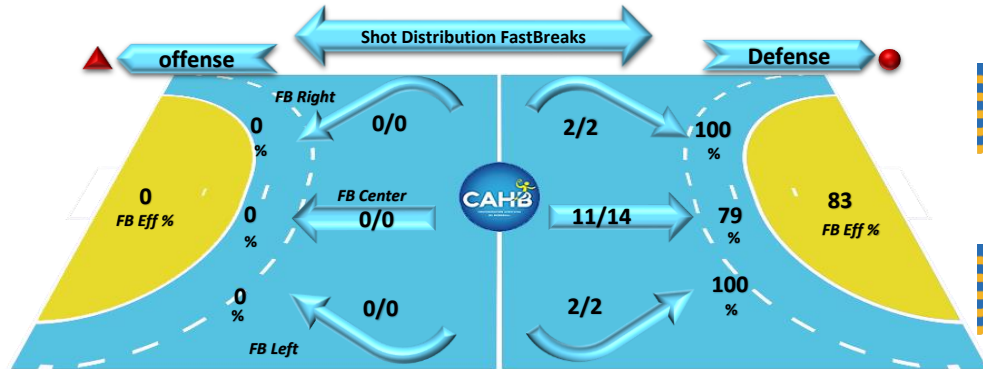 Shot Distribution FastBreaks
offense
Defense
FB Right
0
%
0/0
2/2
100
%
0
FB Eff %
FB Center
0
%
0/0
CAHB
11/14
79
%
83
FB Eff %
0
%
0/0
2/2
100
%
FB Left